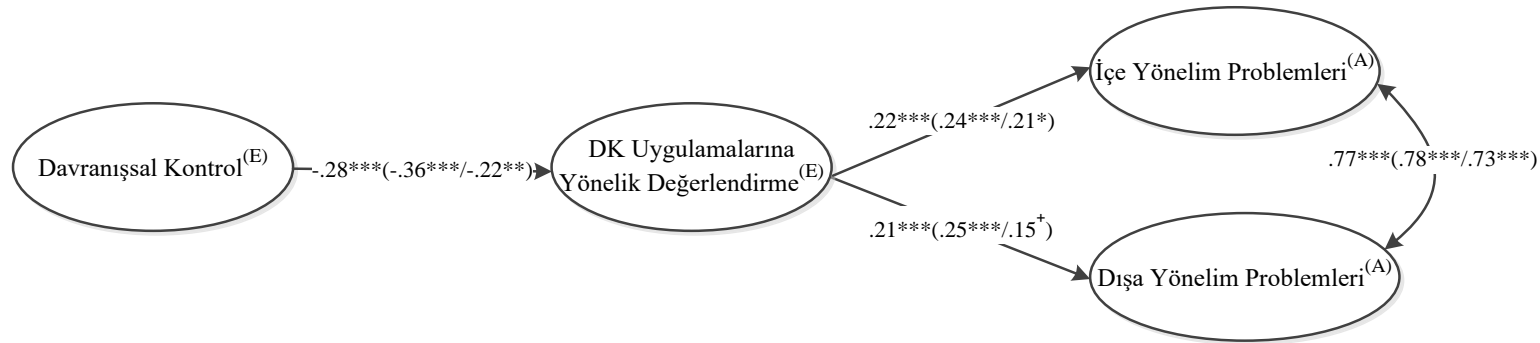 Davranışsal Kontrol(E)
-.28***(-.36***/-.22**)
DK Uygulamalarına
Yönelik Değerlendirme(E)
.22***(.24***/.21*)
.21***(.25***/.15+)
İçe Yönelim Problemleri(A)
.77***(.78***/.73***)
Dışa Yönelim Problemleri(A)